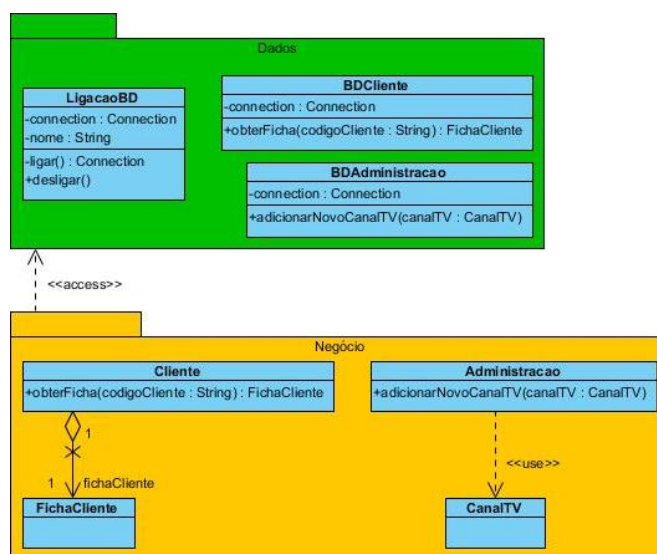 Dados
LigacaoBD
-connection : Connection
-nome : String
-ligar() : Connection
+desligar()
BDCliente
-connection : Connection
+obterFicha(codigoCliente : String) : FichaCliente
BDAdministracao
-connection : Connection
+adicionarNovoCanalTV(canalTV : CanalTV)
<<access>>
Negócio
Cliente
+obterFicha(codigoCliente : String) : FichaCliente
Administracao
+adicionarNovoCanalTV(canalTV : CanalTV)
1
<<use>>
1 fichaCliente
FichaCliente
CanalTV